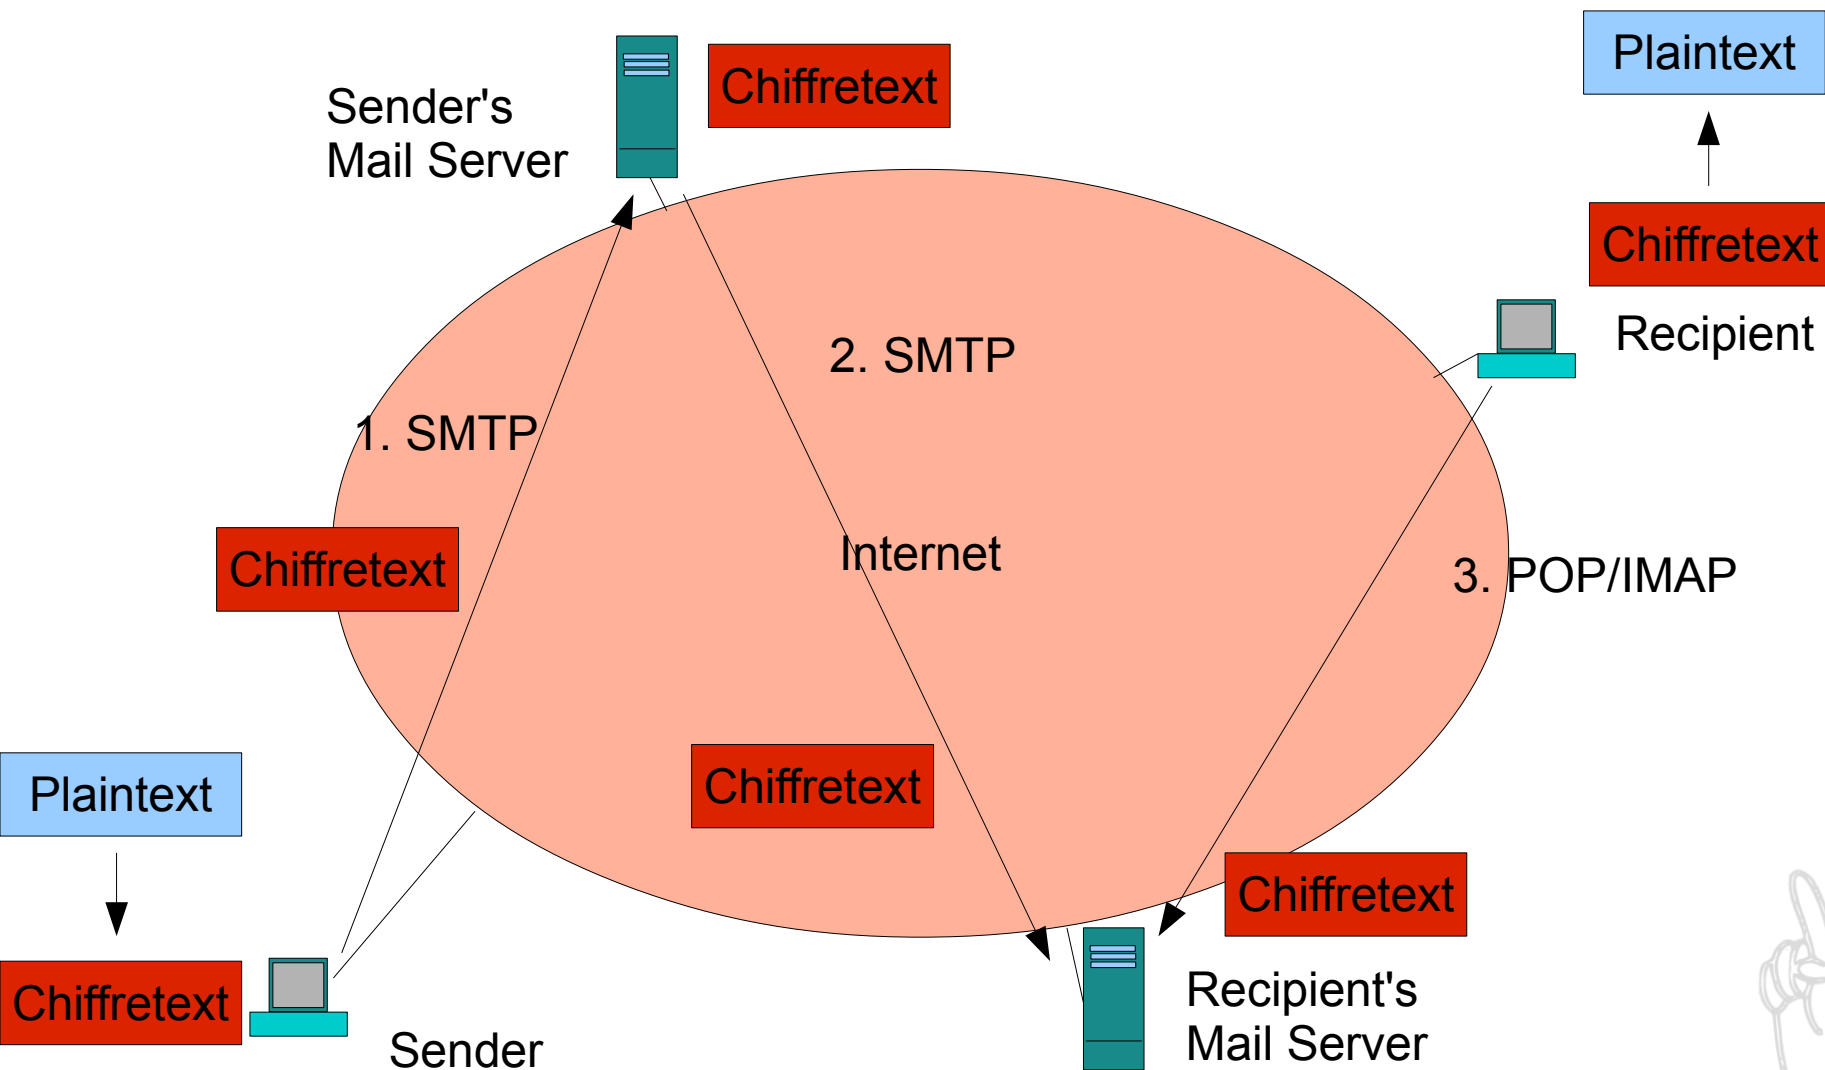 Plaintext
Chiffretext
Sender's
Mail Server
Chiffretext
Recipient
2. SMTP
1. SMTP
Internet
3. POP/IMAP
Chiffretext
Plaintext
Chiffretext
Chiffretext
Chiffretext
Sender
Recipient's
Mail Server